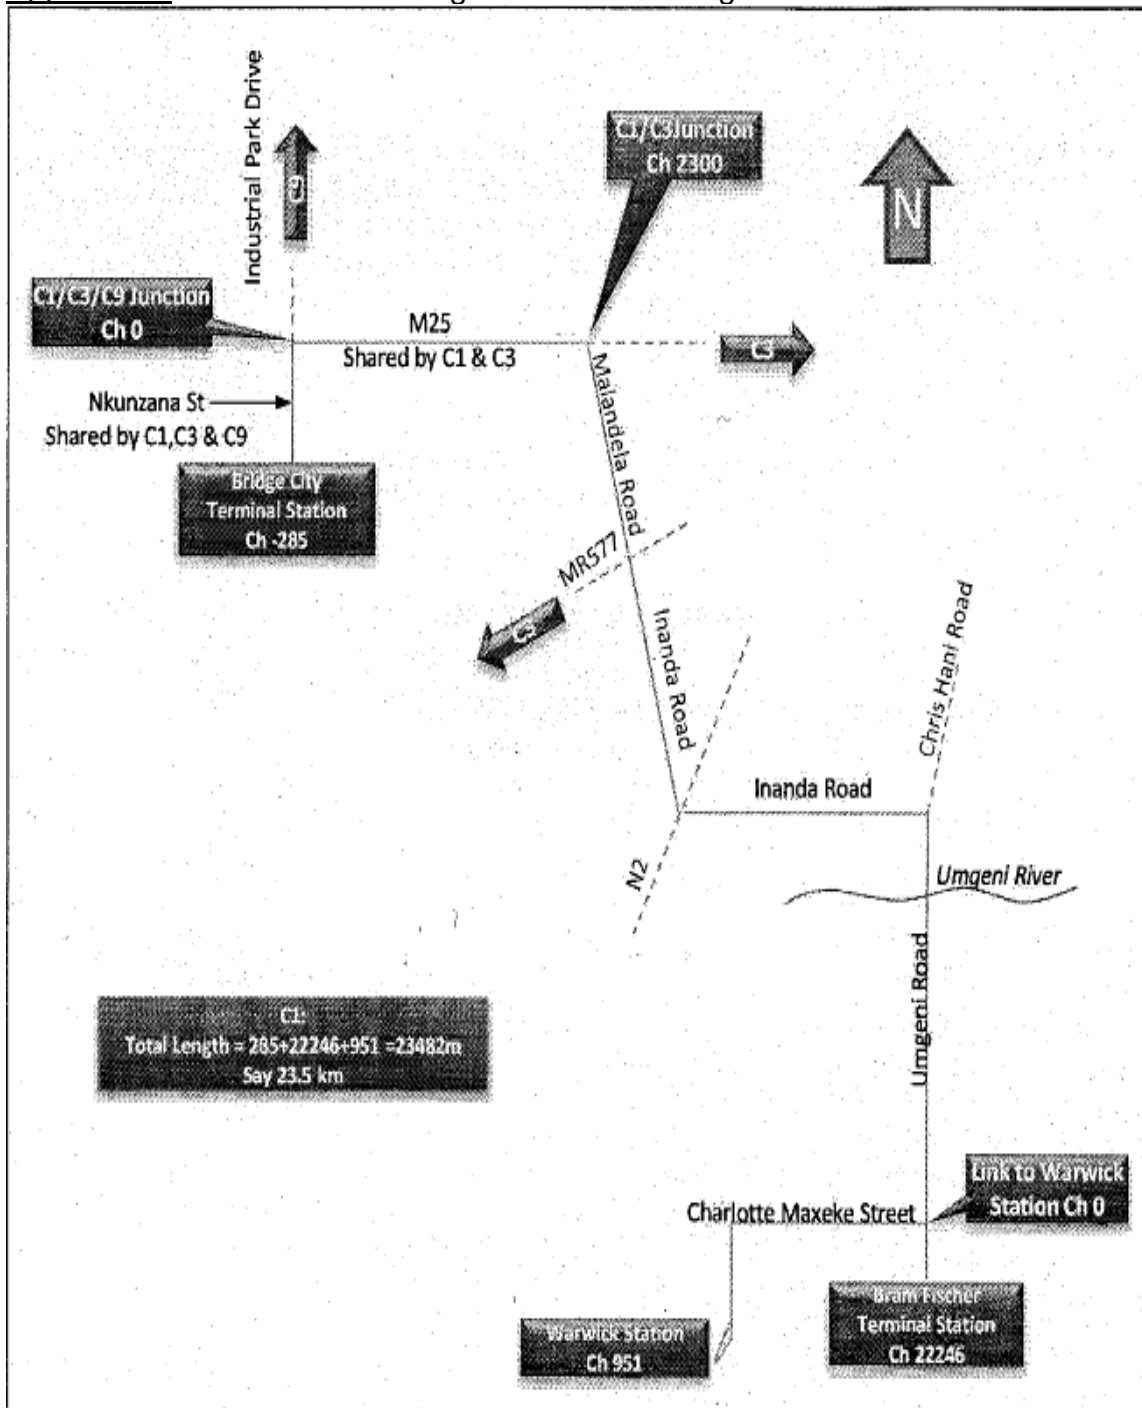 Industrial Park Drive
C1/C3Junction
Ch 2300
N
C1/C3/C9 Junction
Ch 0
M25
Shared by C1 & C3
C3
Nkunzana St
Shared by C1,C3 & C9
Malandela Road
Bridge City
Terminal Station
Ch -285
MR577
Inanda Road
Chris Hani Road
Inanda Road
N2
Umgeni River
Umgeni Road
C1:
Total Length = 285+22246+951 =23482m
Say 23.5 km
Link to Warwick
Station Ch 0
Charlotte Maxeke Street
Bram Fischer
Terminal Station
Ch 22246
Warwick Station
Ch 951